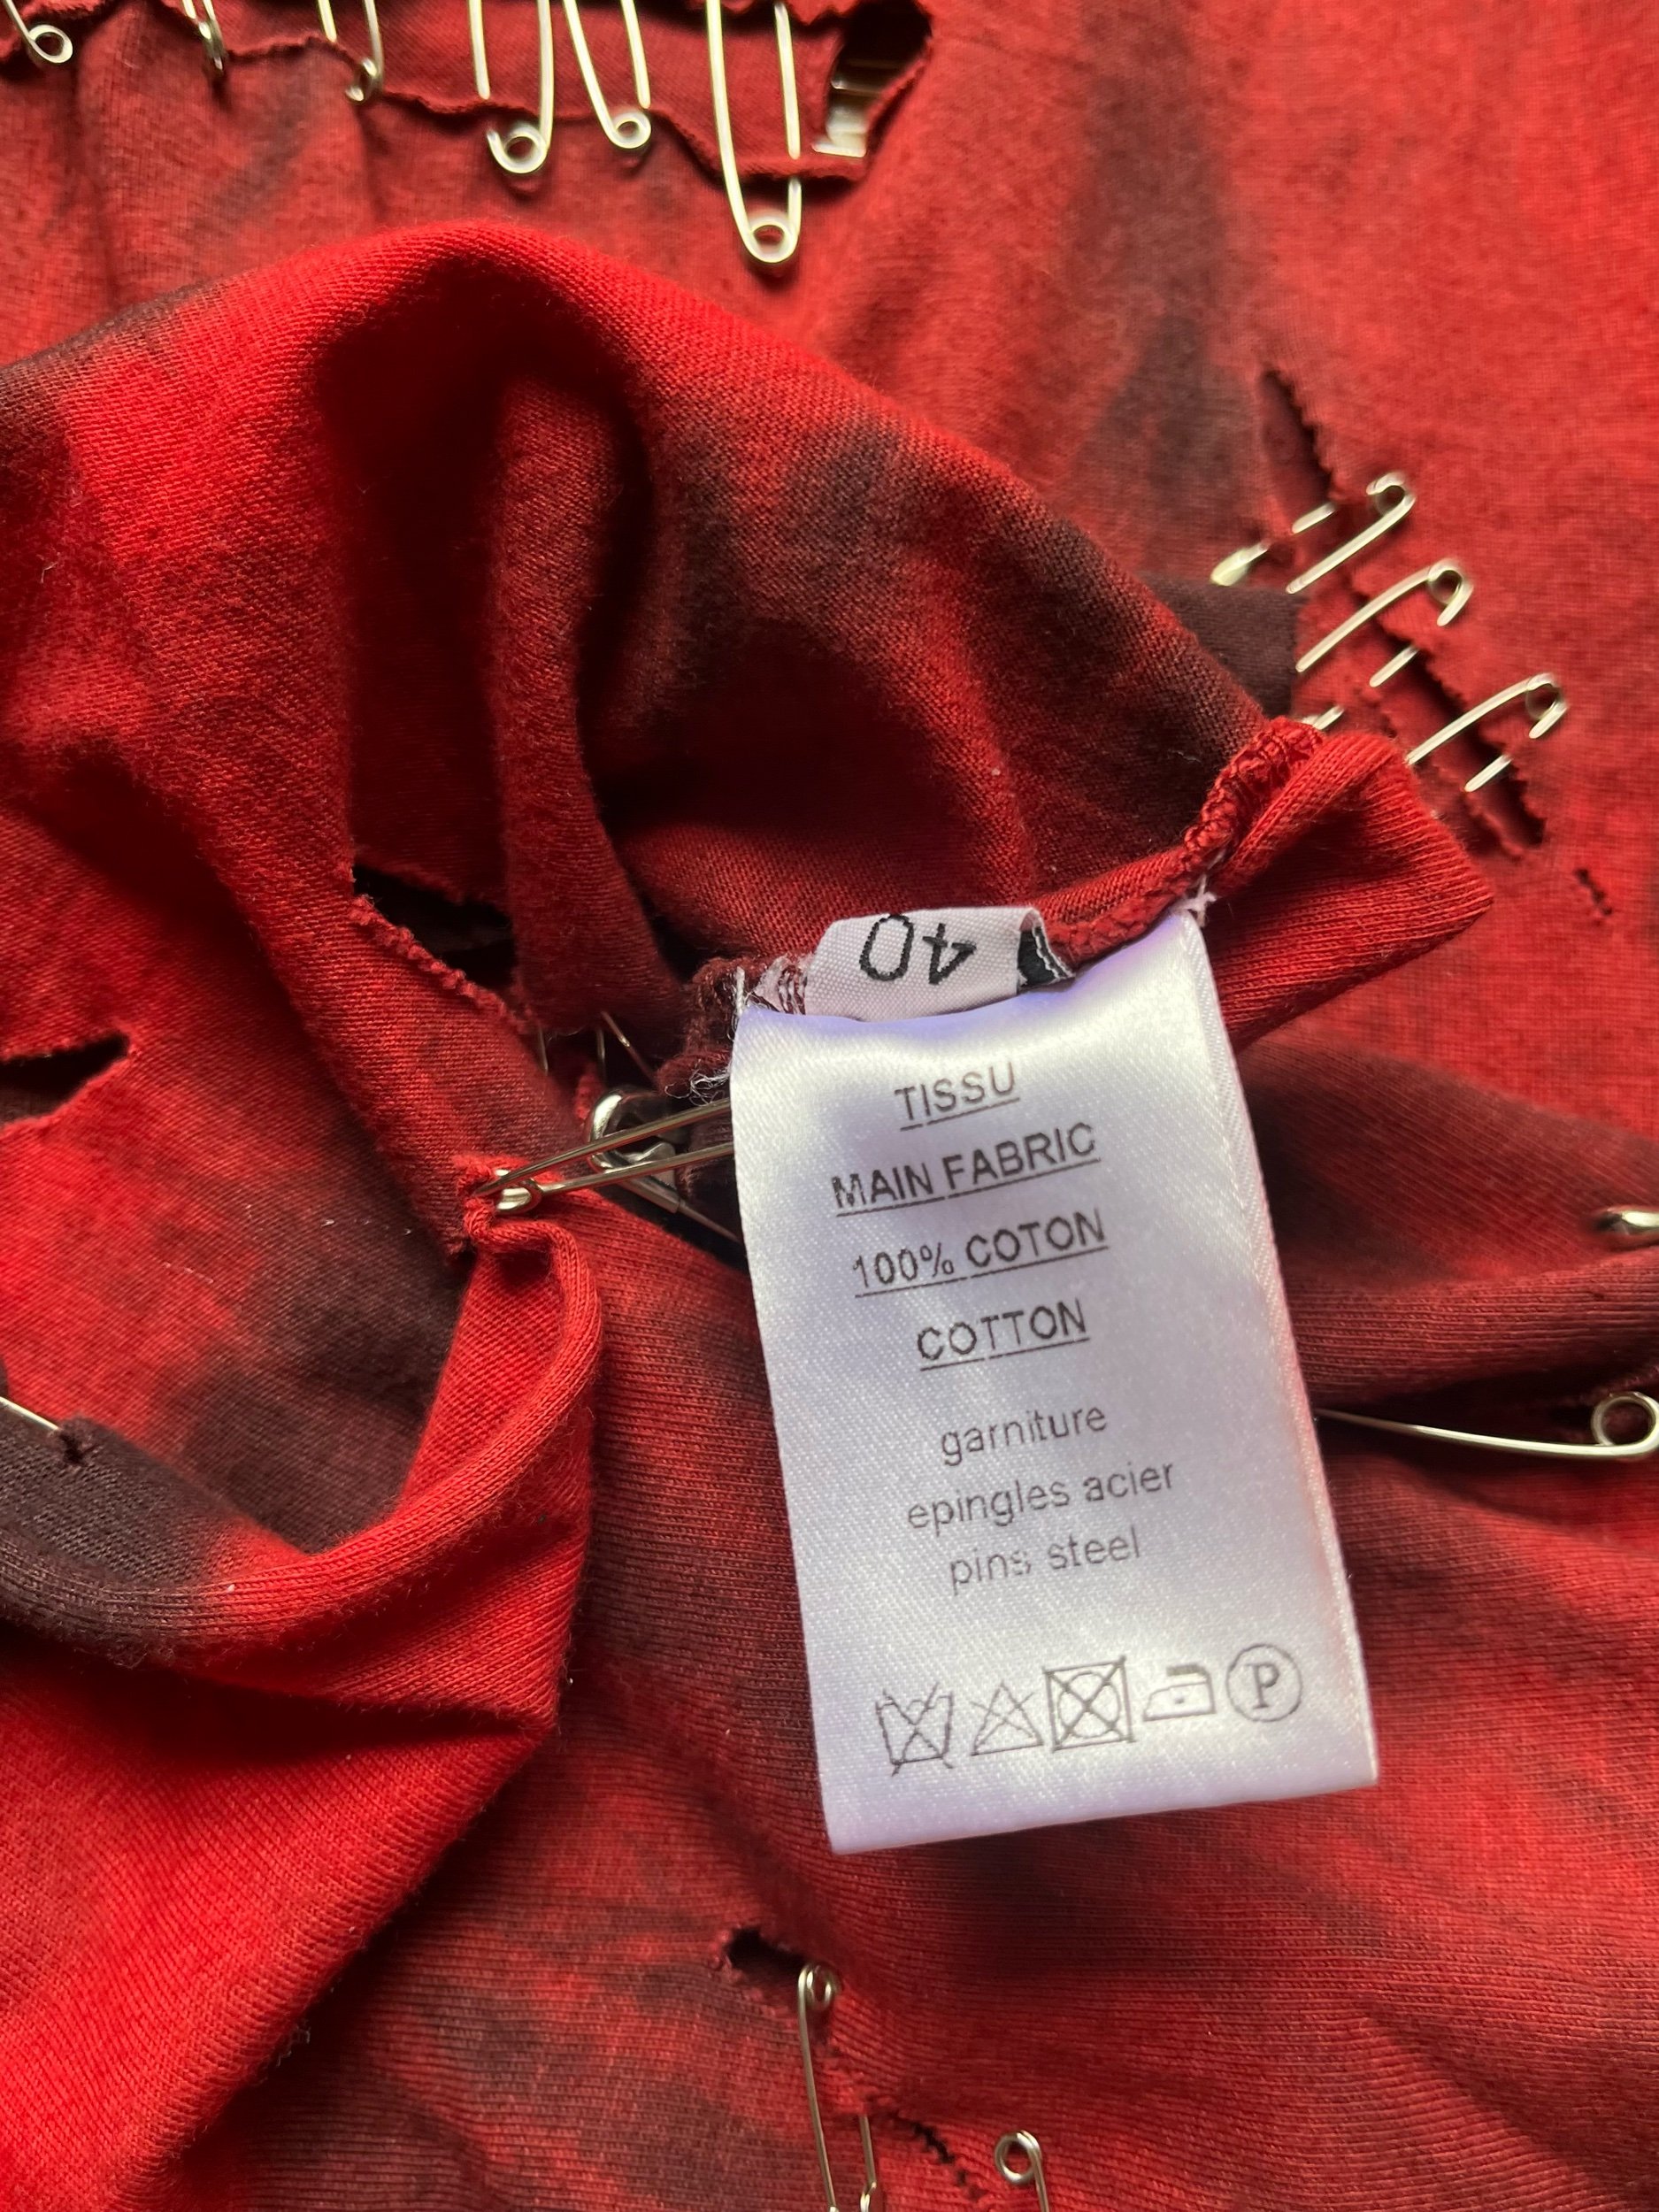 40
TISSU
MAIN FABRIC
100% COTON
COTTON
garniture
epingles acier
pins steel
P